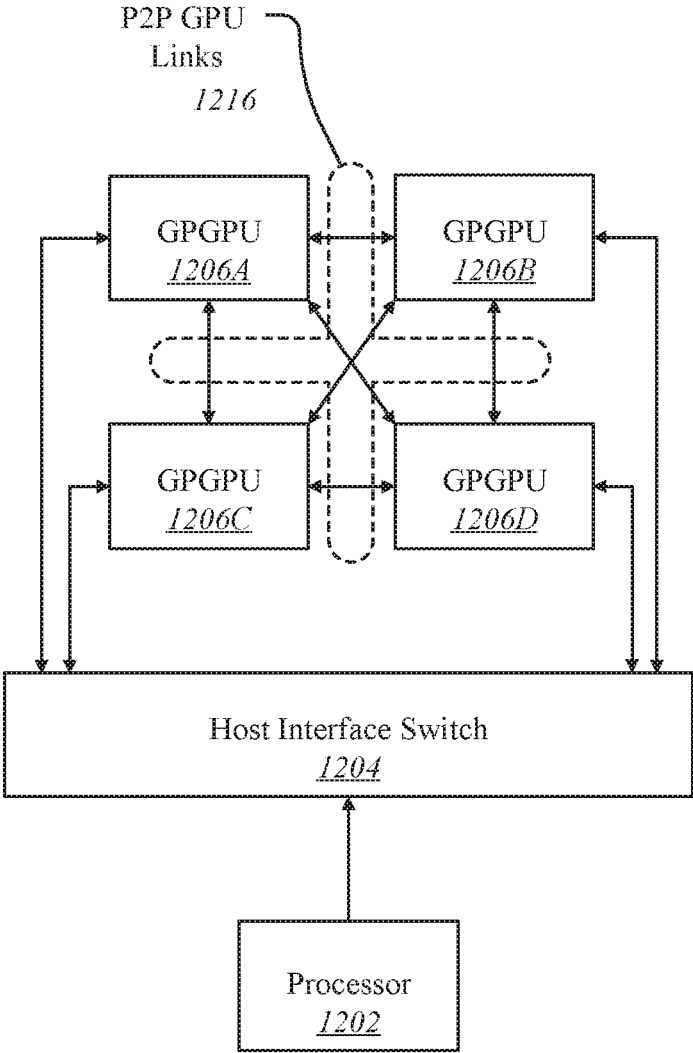 P2P GPU
Links
1216
GPGPU
1206A
GPGPU
1206B
GPGPU
1206C
GPGPU
1206D
Host Interface Switch
1204
Processor
1202